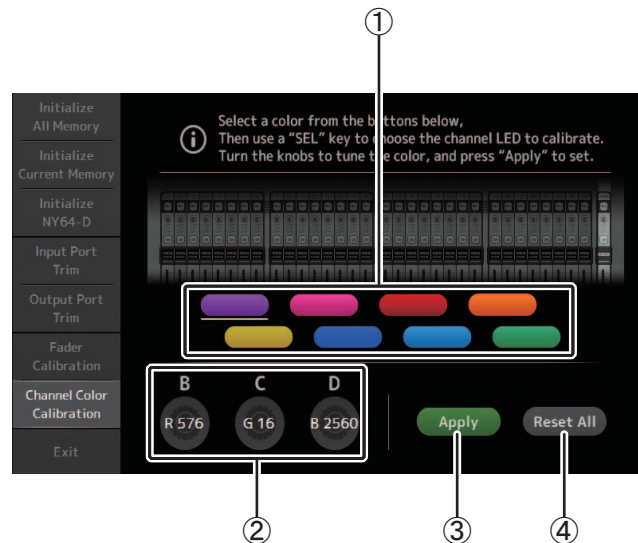 ①
Initialize
All Memory
Initialize
Current Memory
Initialize
NY64-D
Input Port
Trim
Output Port
Trim
Fader
Calibration
Channel Color
Calibration
Exit
Select a color from the buttons below,
Then use a “SEL” key to choose the channel LED to calibrate.
Turn the knobs to tune the color, and press “Apply” to set.
B C D
R 576 G 16 B 2560
Apply Reset All
② ③ ④